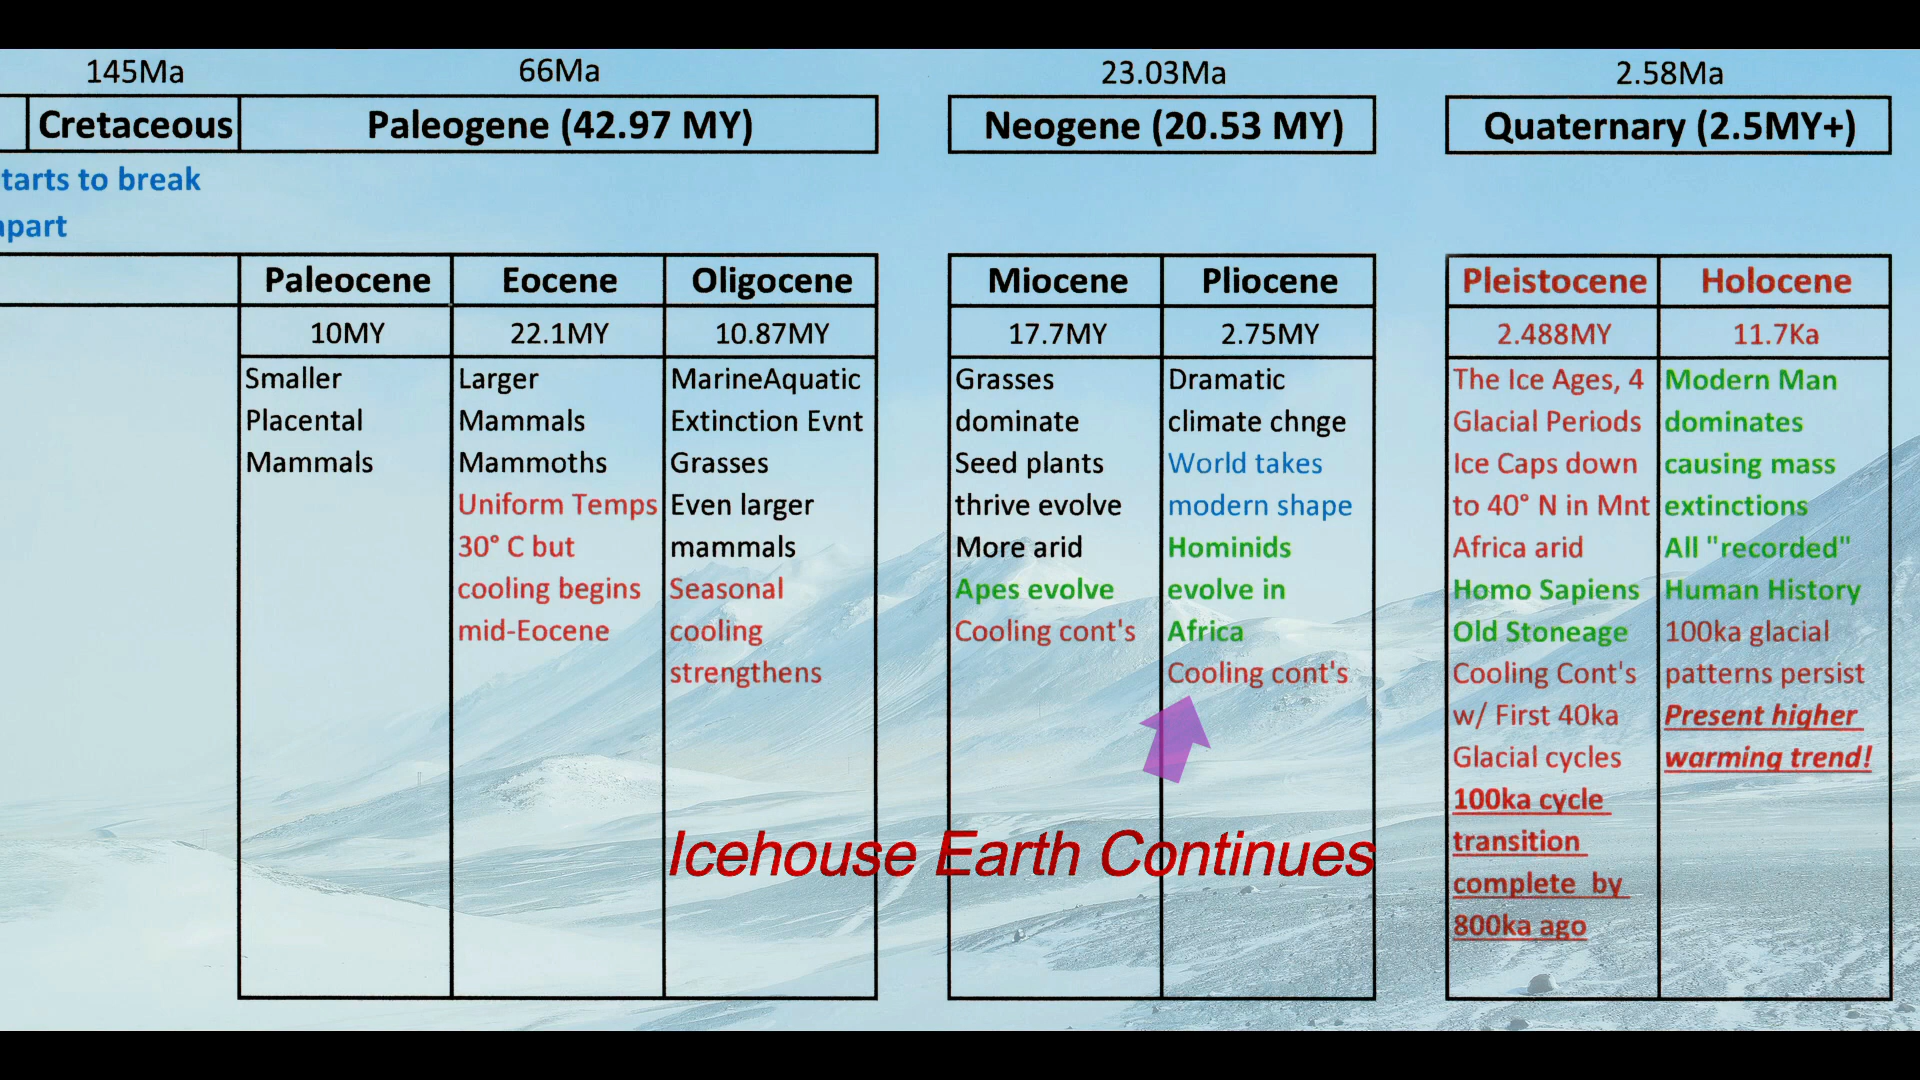 145Ma
66Ma
23.03Ma
2.58Ma
Cretaceous
Paleogene (42.97 MY)
Neogene (20.53 MY)
Quaternary (2.5MY+)
tarts to break
apart
Paleocene
Eocene
Oligocene
Miocene
Pliocene
Pleistocene
Holocene
10MY
22.1MY
10.87MY
17.7MY
2.75MY
2.488MY
11.7Ka
Smaller
Placental
Mammals
Larger
Mammals
Mammoths
Uniform Temps
30° C but
cooling begins
mid-Eocene
MarineAquatic
Extinction Evnt
Grasses
Even larger
mammals
Seasonal
cooling
strengthens
Grasses
dominate
Seed plants
thrive evolve
More arid
Apes evolve
Cooling cont's
Dramatic
climate chnge
World takes
modern shape
Hominids
evolve in
Africa
Cooling cont's
The Ice Ages, 4
Glacial Periods
Ice Caps down
to 40° N in Mnt
Africa arid
Homo Sapiens
Old Stoneage
Cooling Cont's
w/ First 40ka
Glacial cycles
100ka cycle
transition
complete by
800ka ago
Modern Man
dominates
causing mass
extinctions
All "recorded"
Human History
100ka glacial
patterns persist
Present higher
warming trend!
Icehouse Earth Continues